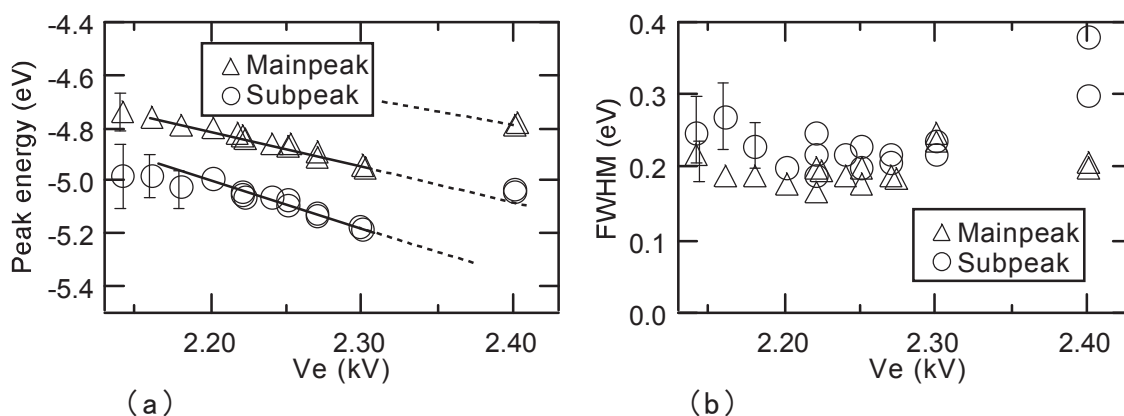 -4.4
-4.6
-4.8
-5.0
-5.2
-5.4
Peak energy (eV)
Mainpeak
Subpeak
2.20
2.30
2.40
Ve (kV)
(a)
0.4
0.3
0.2
0.1
0.0
FWHM (eV)
Mainpeak
Subpeak
2.20
2.30
2.40
Ve (kV)
(b)